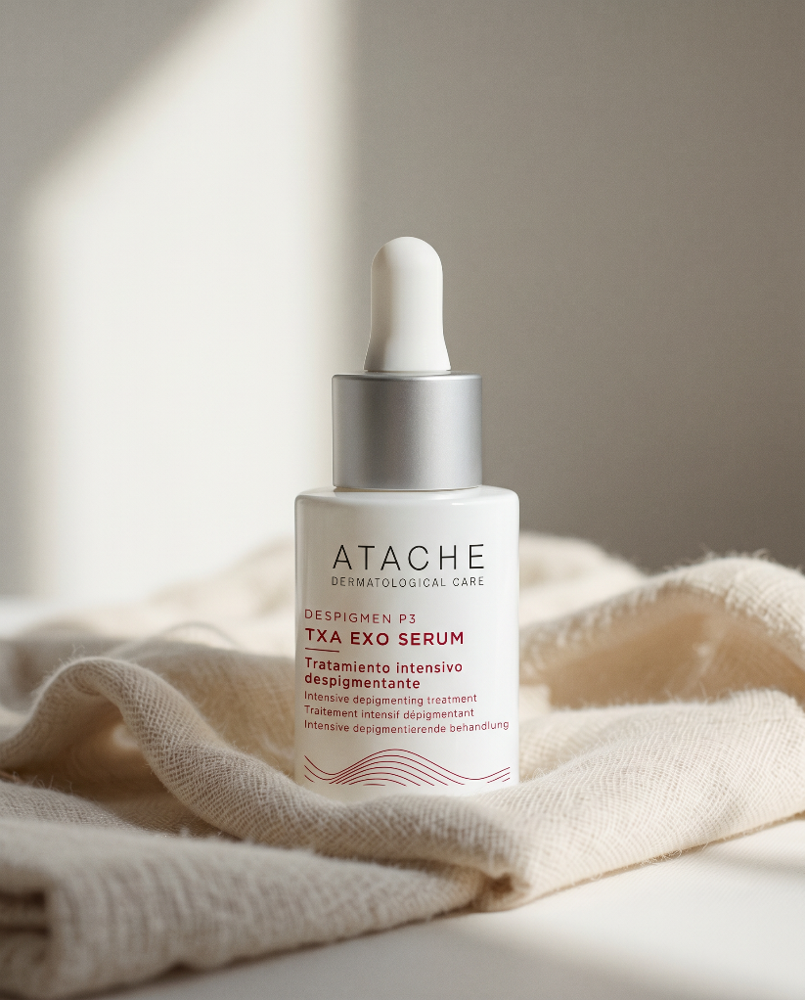 ATACHE
DERMATOLOGICAL CARE
DESPIGMEN P3
TXA EXO SERUM
Tratamiento intensivo
despigmentante
Intensive depigmenting treatment
Traitement intensif dépigmentant
Intensive depigmentierende behandlung